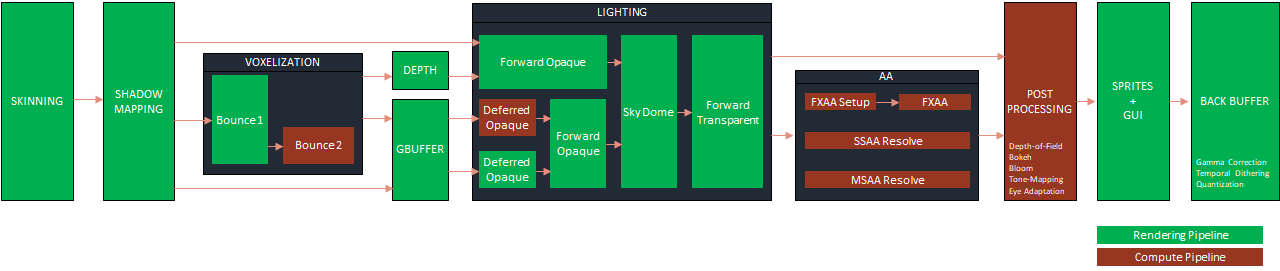 SKINNING
SHADOW
MAPPING
VOXELIZATION
Bounce 1
Bounce 2
DEPTH
GBUFFER
LIGHTING
Forward Opaque
Deferred
Opaque
Deferred
Opaque
Forward
Opaque
Sky Dome
Forward
Transparent
AA
FXAA Setup
FXAA
SSAA Resolve
MSAA Resolve
POST
PROCESSING
Depth-of-Field
Bokeh
Bloom
Tone-Mapping
Eye Adaptation
SPRITES
+
GUI
BACK BUFFER
Gamma Correction
Temporal Dithering
Quantization
Rendering Pipeline
Compute Pipeline